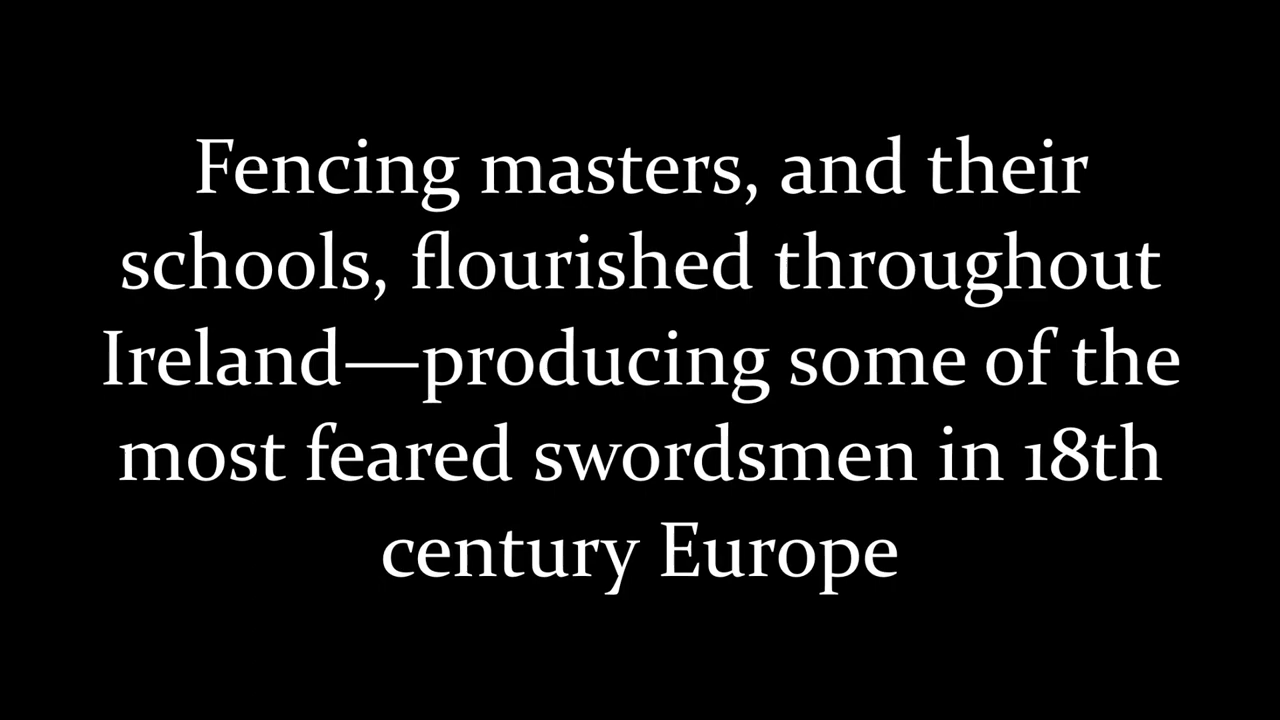 Fencing masters, and their
schools, flourished throughout
Ireland—producing some of the
most feared swordsmen in 18th
century Europe